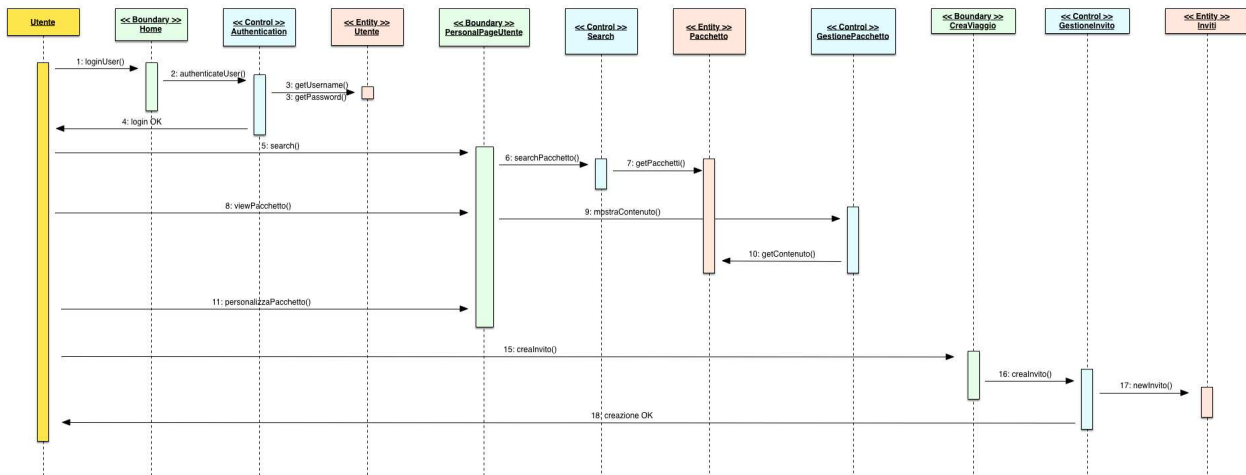 Utente
<< Boundary >>
Home
<< Control >>
Authentication
<< Entity >>
Utente
<< Boundary >>
PersonalPageUtente
<< Control >>
Search
<< Entity >>
Pacchetto
<< Control >>
GestionePacchetto
<< Boundary >>
CreaViaggio
<< Control >>
GestioneInvito
<< Entity >>
Inviti
1: loginUser()
2: authenticateUser()
3: getUsername()
3: getPassword()
4: login OK
5: search()
6: searchPacchetto()
7: getPacchetti()
8: viewPacchetto()
9: mostraContenuto()
10: getContenuto()
11: personalizzaPacchetto()
15: creaInvito()
16: creaInvito()
17: newInvito()
18: creazione OK